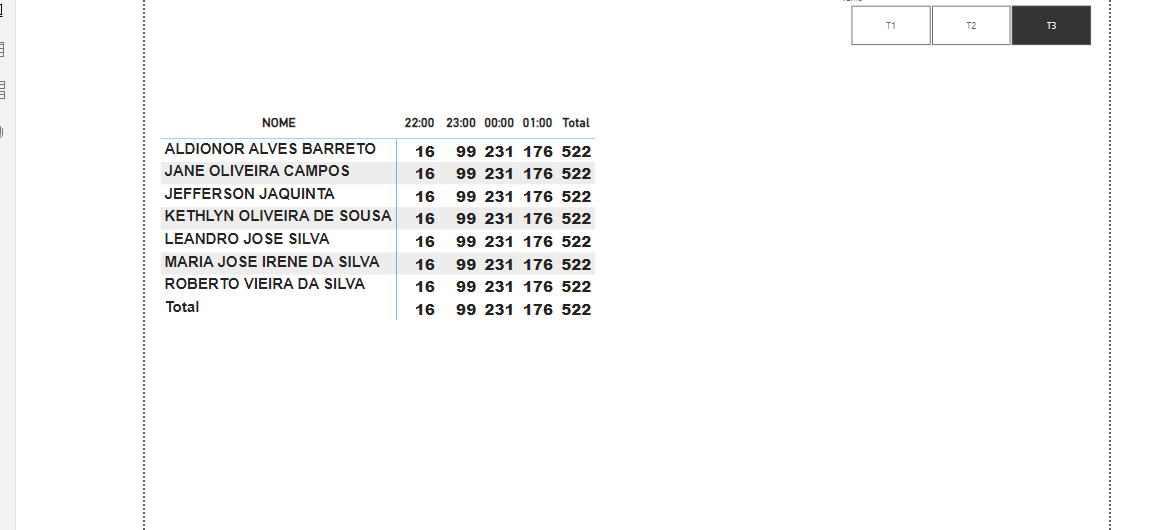 T1 T2 T3
NOME 22:00 23:00 00:00 01:00 Total
ALDIONOR ALVES BARRETO 16 99 231 176 522
JANE OLIVEIRA CAMPOS 16 99 231 176 522
JEFFERSON JAQUINTA 16 99 231 176 522
KETHLYN OLIVEIRA DE SOUSA 16 99 231 176 522
LEANDRO JOSE SILVA 16 99 231 176 522
MARIA JOSE IRENE DA SILVA 16 99 231 176 522
ROBERTO VIEIRA DA SILVA 16 99 231 176 522
Total 16 99 231 176 522